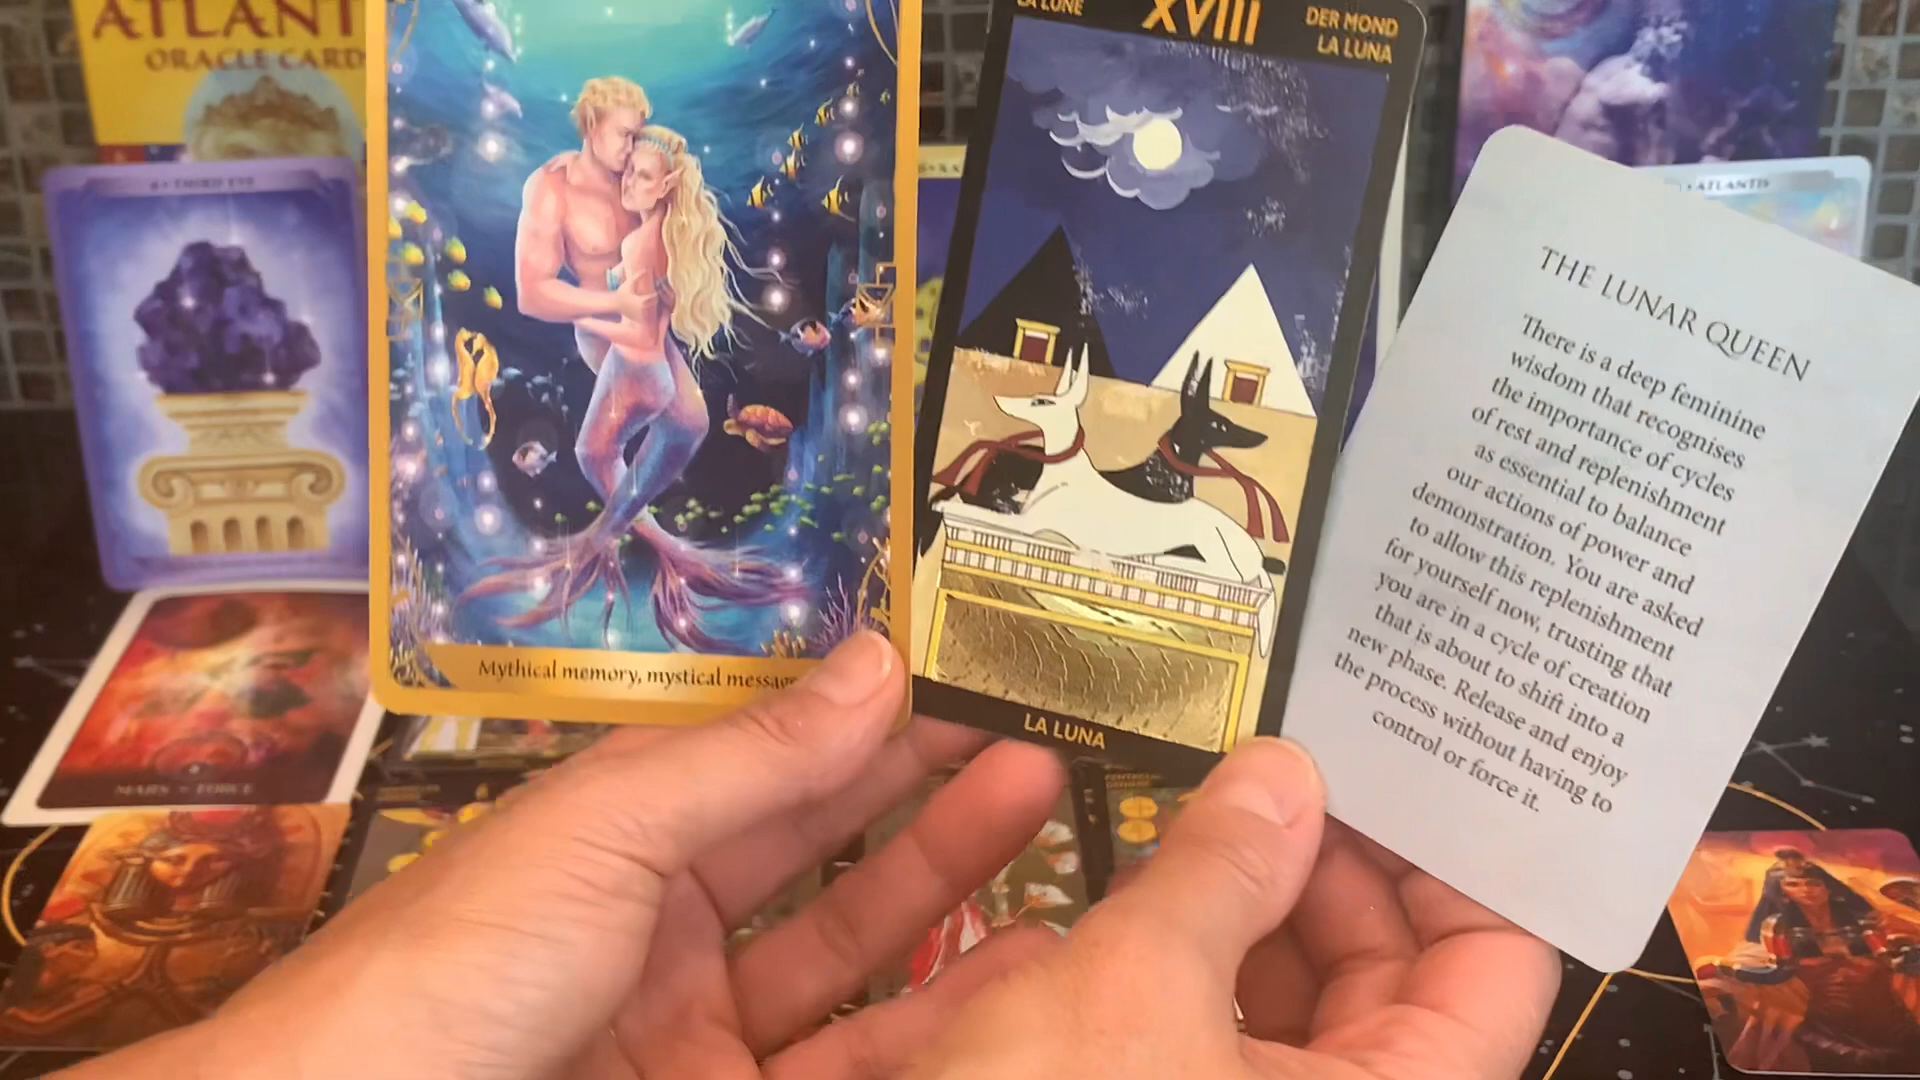 ATLANT
ORACLE CARD
THIRD EYE
MARS ~ FORCE
Mythical memory, mystical message
LA LUNE
XVIII
DER MOND
LA LUNA
LA LUNA
ATLANTIS
THE LUNAR QUEEN
There is a deep feminine
wisdom that recognises
the importance of cycles
of rest and replenishment
as essential to balance
our actions of power and
demonstration. You are asked
to allow this replenishment
for yourself now, trusting that
you are in a cycle of creation
that is about to shift into a
new phase. Release and enjoy
the process without having to
control or force it.